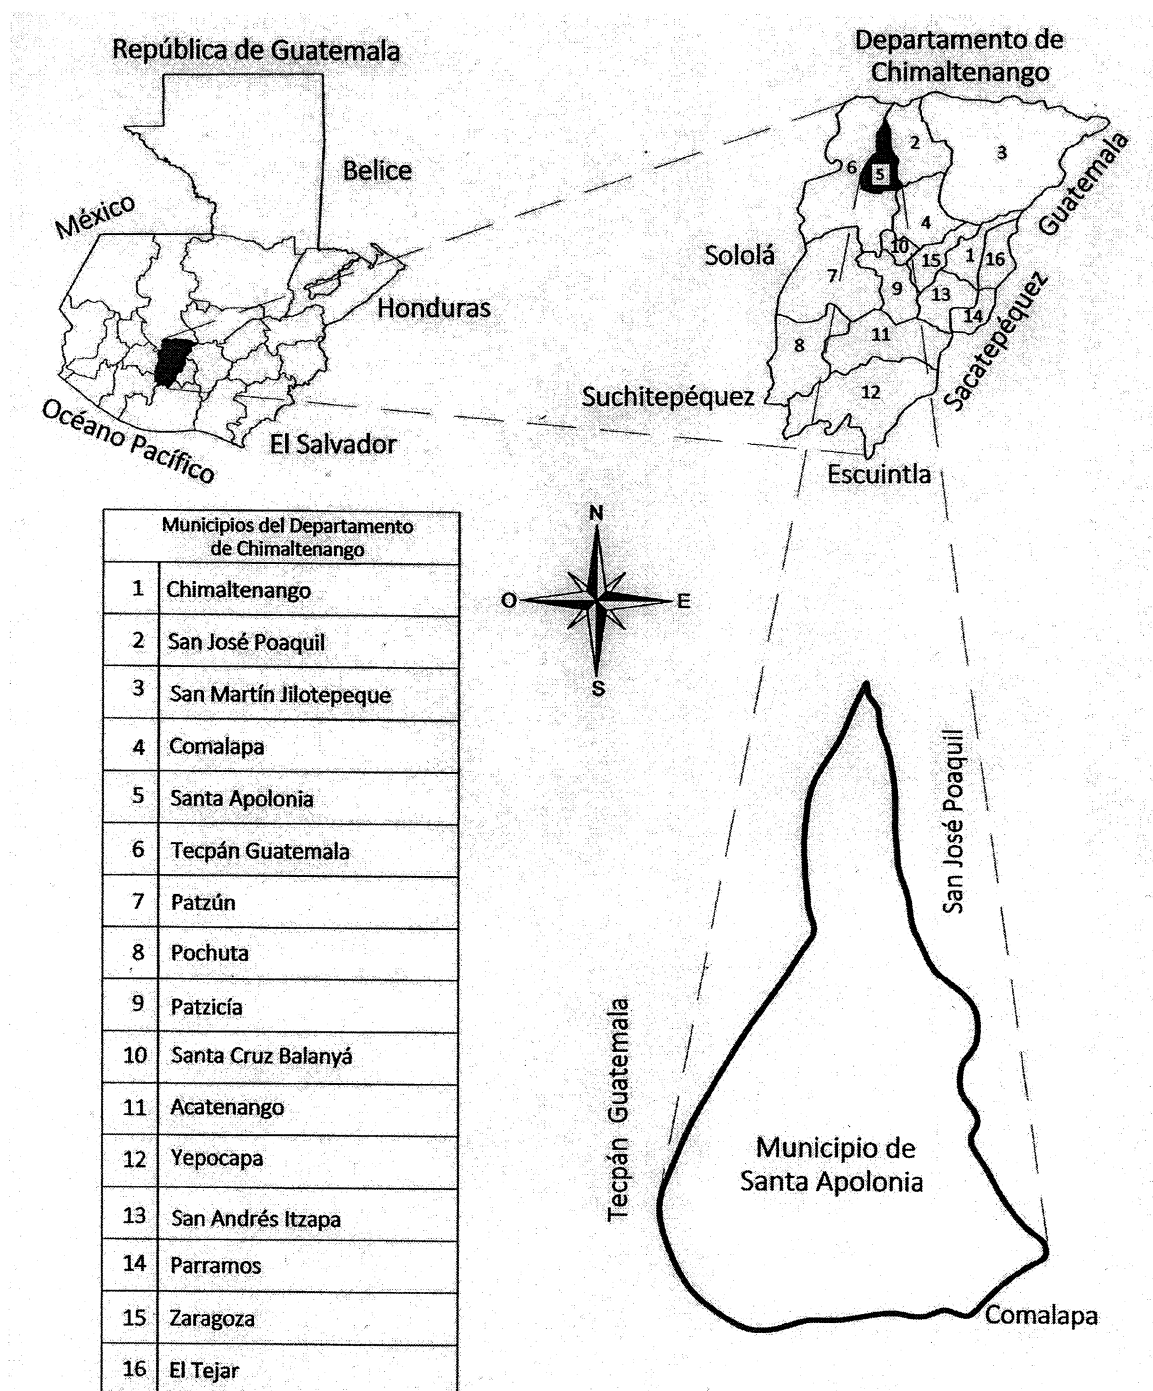 República de Guatemala
Belice
México
Honduras
Océano Pacífico
El Salvador
Departamento de
Chimaltenango
2
3
6
5
Guatemala
4
Sololá
10
15
1
16
7
9
13
14
Sacatepéquez
8
11
12
Suchitepéquez
Escuintla
Municipios del Departamento
de Chimaltenango
1 Chimaltenango
2 San José Poaquil
3 San Martín Jilotepeque
4 Comalapa
5 Santa Apolonia
6 Tecpán Guatemala
7 Patzún
8 Pochuta
9 Patzicía
10 Santa Cruz Balanyá
11 Acatenango
12 Yepocapa
13 San Andrés Itzapa
14 Parramos
15 Zaragoza
16 El Tejar
N
O
E
S
San José Poaquil
Tecpán Guatemala
Municipio de
Santa Apolonia
Comalapa